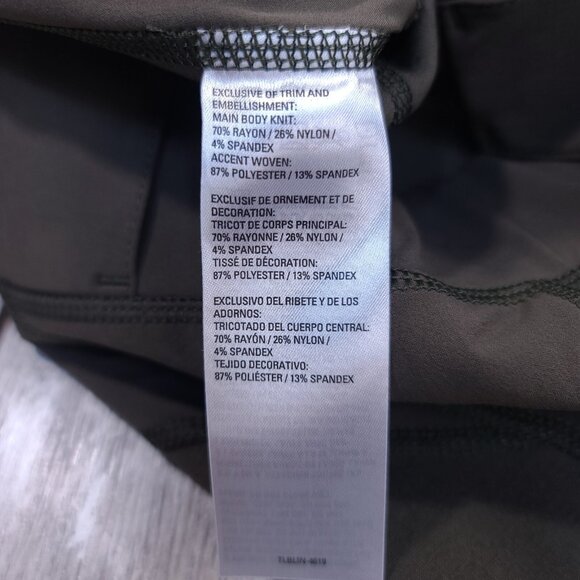 EXCLUSIVE OF TRIM AND
EMBELLISHMENT:
MAIN BODY KNIT:
70% RAYON / 26% NYLON /
4% SPANDEX
ACCENT WOVEN:
87% POLYESTER / 13% SPANDEX
EXCLUSIF DE ORNEMENT ET DE
DECORATION:
TRICOT DE CORPS PRINCIPAL:
70% RAYONNE / 26% NYLON /
4% SPANDEX
TISSÉ DE DÉCORATION:
87% POLYESTER / 13% SPANDEX
EXCLUSIVO DEL RIBETE Y DE LOS
ADORNOS:
TRICOTADO DEL CUERPO CENTRAL:
70% RAYÓN / 26% NYLON /
4% SPANDEX
TEJIDO DECORATIVO:
87% POLIÉSTER / 13% SPANDEX